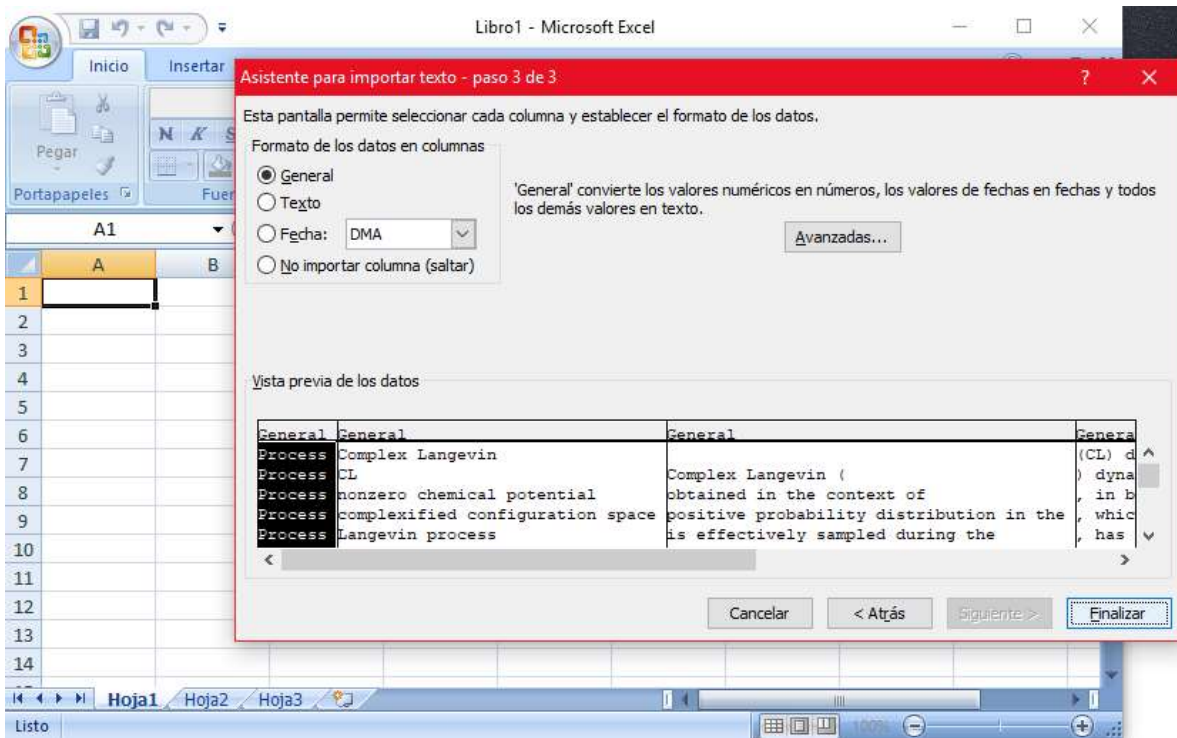 Libro1 - Microsoft Excel
Inicio Insertar
Pegar
N K S
Portapapeles
Asistente para importar texto - paso 3 de 3
Esta pantalla permite seleccionar cada columna y establecer el formato de los datos.
Formato de los datos en columnas
General
Texto
Fecha: DMA
No importar columna (saltar)
'General' convierte los valores numéricos en números, los valores de fechas en fechas y todos
los demás valores en texto.
Avanzadas...
A1
A B
1
2
3
4
5
6
7
8
9
10
11
12
13
14
Vista previa de los datos
General General General
Process Complex Langevin (CL) d
Process CL Complex Langevin ( ) dyna
Process nonzero chemical potential obtained in the context of , in b
Process complexified configuration space positive probability distribution in the , whic
Process Langevin process is effectively sampled during the , has
Cancelar < Atrás Siguiente > Finalizar
Hoja1 Hoja2 Hoja3
Listo 100%